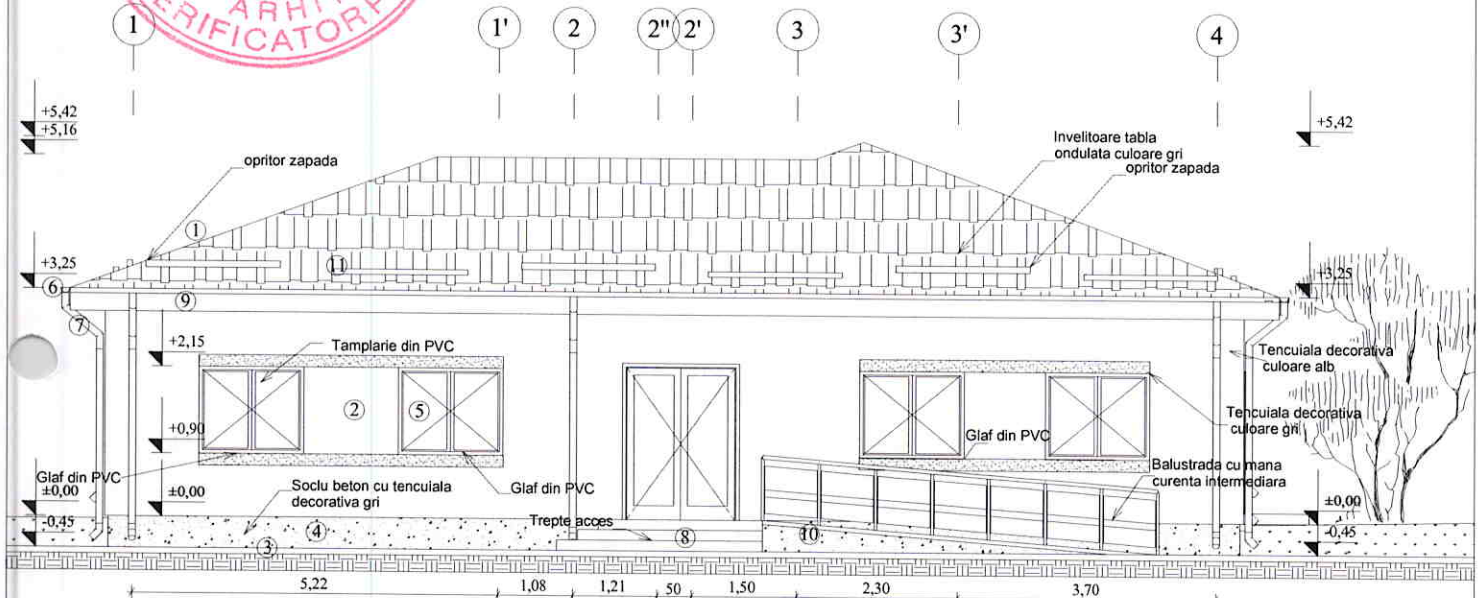 ARHIT
VERIFICATOR P
1
1'
2
2"
2'
3
3'
4
+5,42
+5,16
+5,42
opritor zapada
Invelitoare tabla
ondulata culoare gri
opritor zapada
1
11
+3,25
+3,25
6
9
7
+2,15
Tamplarie din PVC
Tencuiala decorativa
culoare alb
2
5
Tencuiala decorativa
culoare gri
+0,90
Glaf din PVC
Glaf din PVC
Glaf din PVC
Balustrada cu mana
curenta intermediara
±0,00
±0,00
Soclu beton cu tencuiala
decorativa gri
±0,00
-0,45
Trepte acces
-0,45
4
3
8
10
5,22
1,08
1,21
50
1,50
2,30
3,70